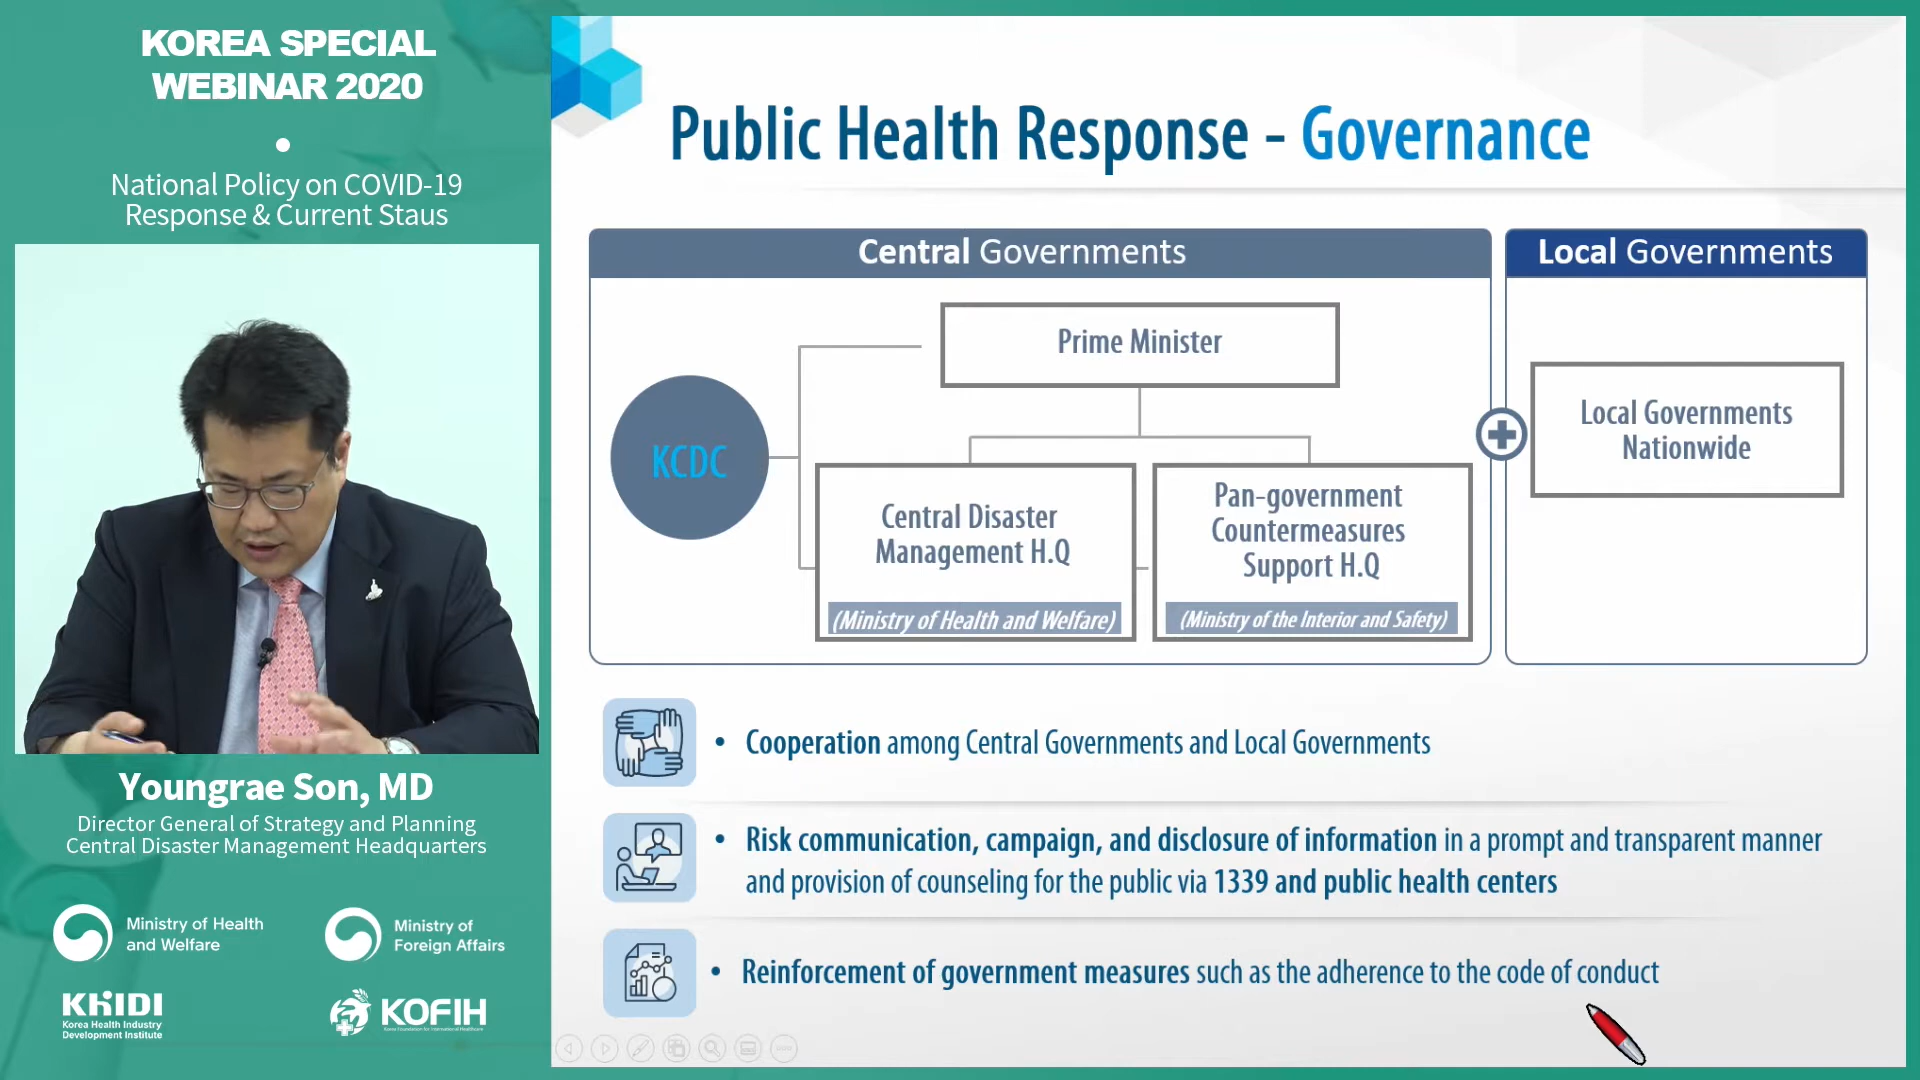 KOREA SPECIAL
WEBINAR 2020
National Policy on COVID-19
Response & Current Staus
Youngrae Son, MD
Director General of Strategy and Planning
Central Disaster Management Headquarters
Ministry of Health
and Welfare
Ministry of
Foreign Affairs
KHIDI
Korea Health Industry
Development Institute
KOFIH
Korea Foundation for International Healthcare
Public Health Response - Governance
Central Governments
Prime Minister
KCDC
Central Disaster
Management H.Q
(Ministry of Health and Welfare)
Pan-government
Countermeasures
Support H.Q
(Ministry of the Interior and Safety)
Local Governments
Local Governments
Nationwide
• Cooperation among Central Governments and Local Governments
• Risk communication, campaign, and disclosure of information in a prompt and transparent manner
and provision of counseling for the public via 1339 and public health centers
• Reinforcement of government measures such as the adherence to the code of conduct